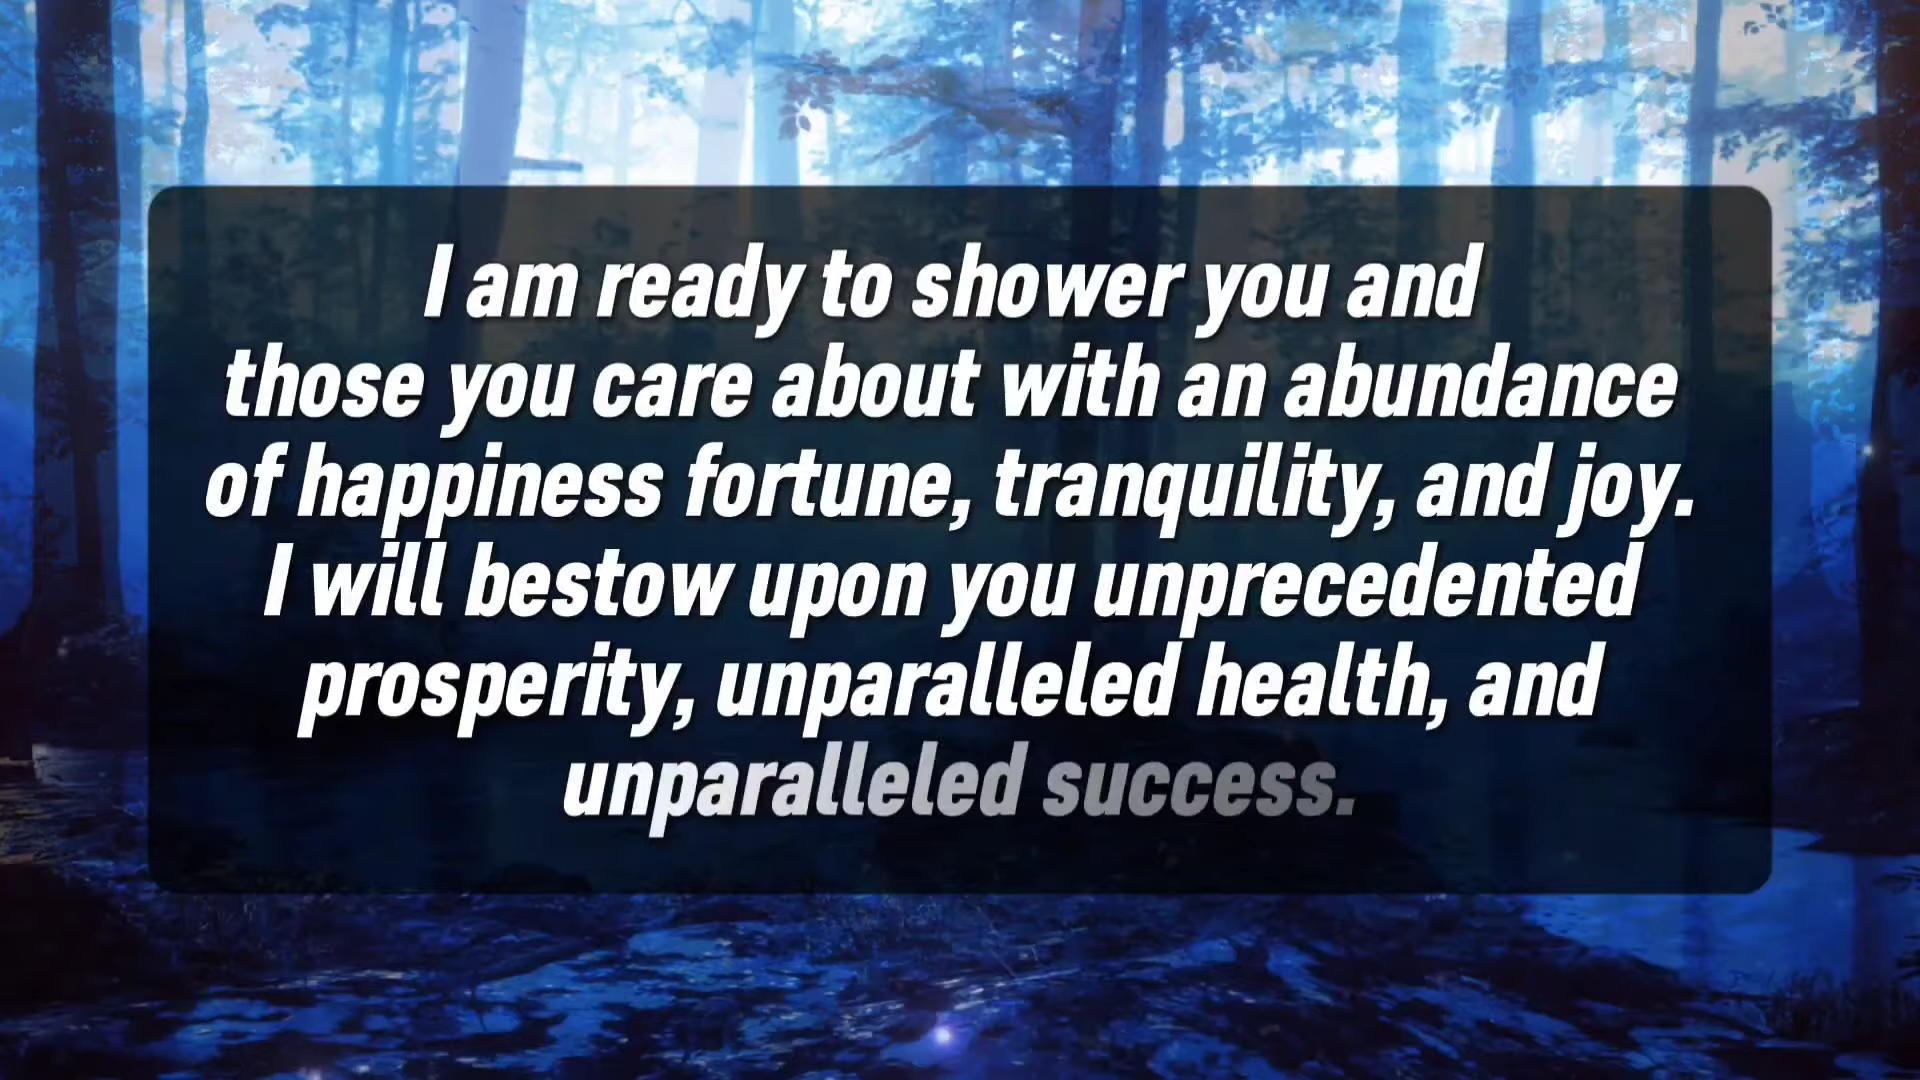 I am ready to shower you and
those you care about with an abundance
of happiness fortune, tranquility, and joy.
I will bestow upon you unprecedented
prosperity, unparalleled health, and
unparalleled success.